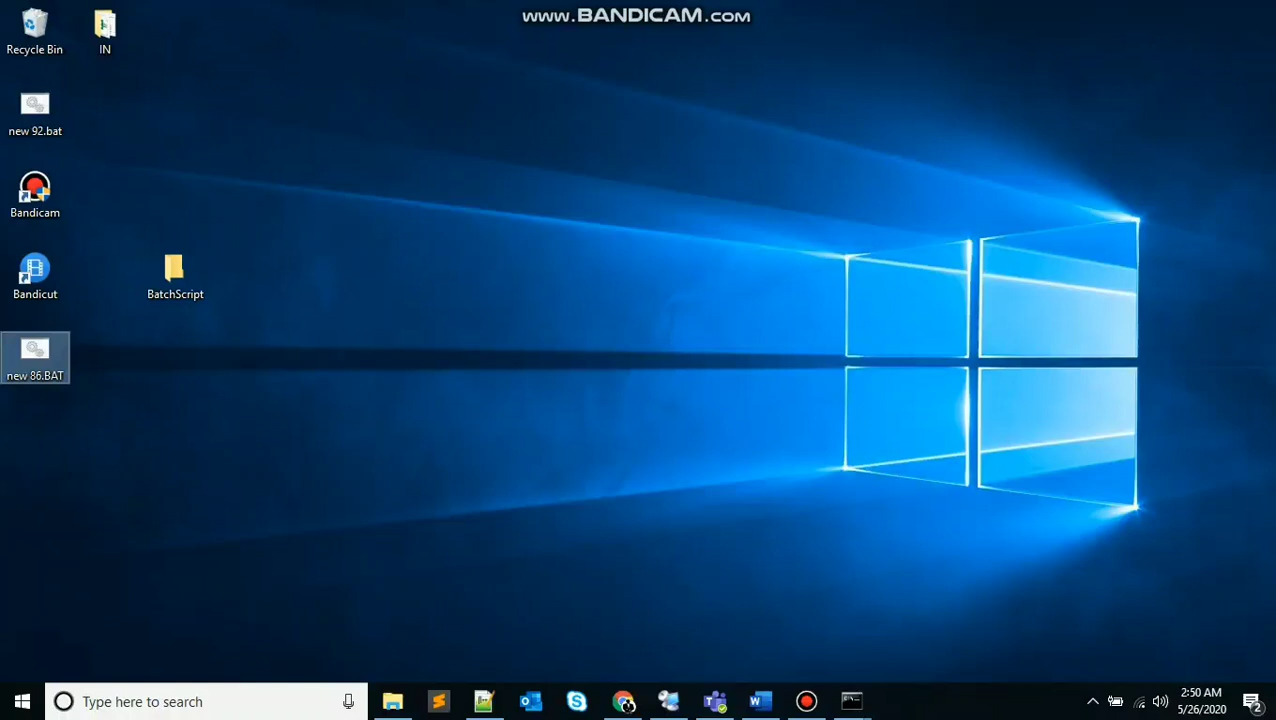 www.BANDICAM.com
Recycle Bin
IN
new 92.bat
Bandicam
Bandicut
BatchScript
new 86.BAT
Type here to search
2:50 AM
5/26/2020
2